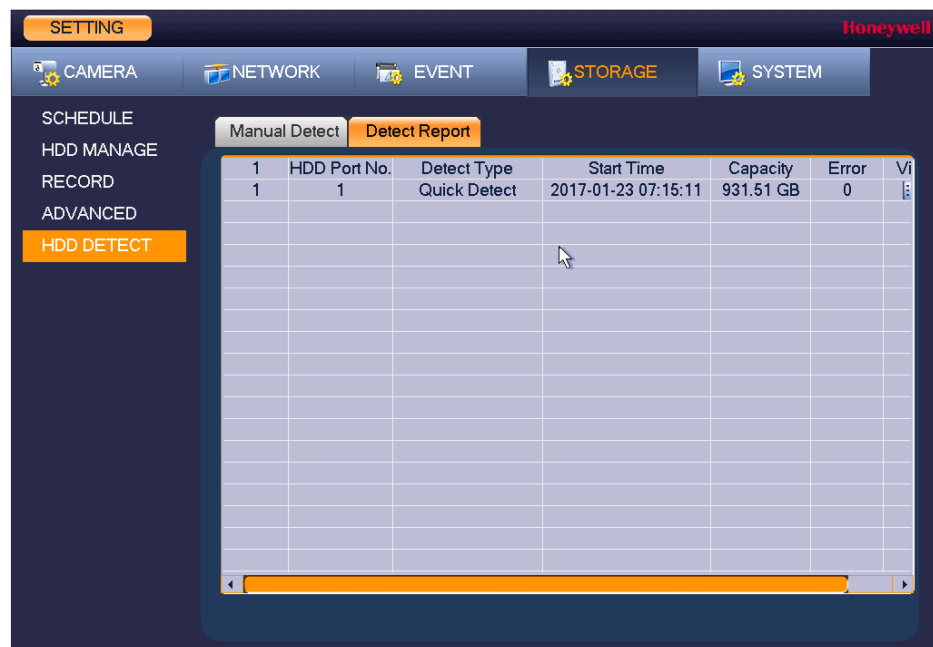 SETTING
Honeywell
CAMERA NETWORK EVENT STORAGE SYSTEM
SCHEDULE
HDD MANAGE
RECORD
ADVANCED
HDD DETECT
Manual Detect Detect Report
1 HDD Port No. Detect Type Start Time Capacity Error Vi
1 1 Quick Detect 2017-01-23 07:15:11 931.51 GB 0